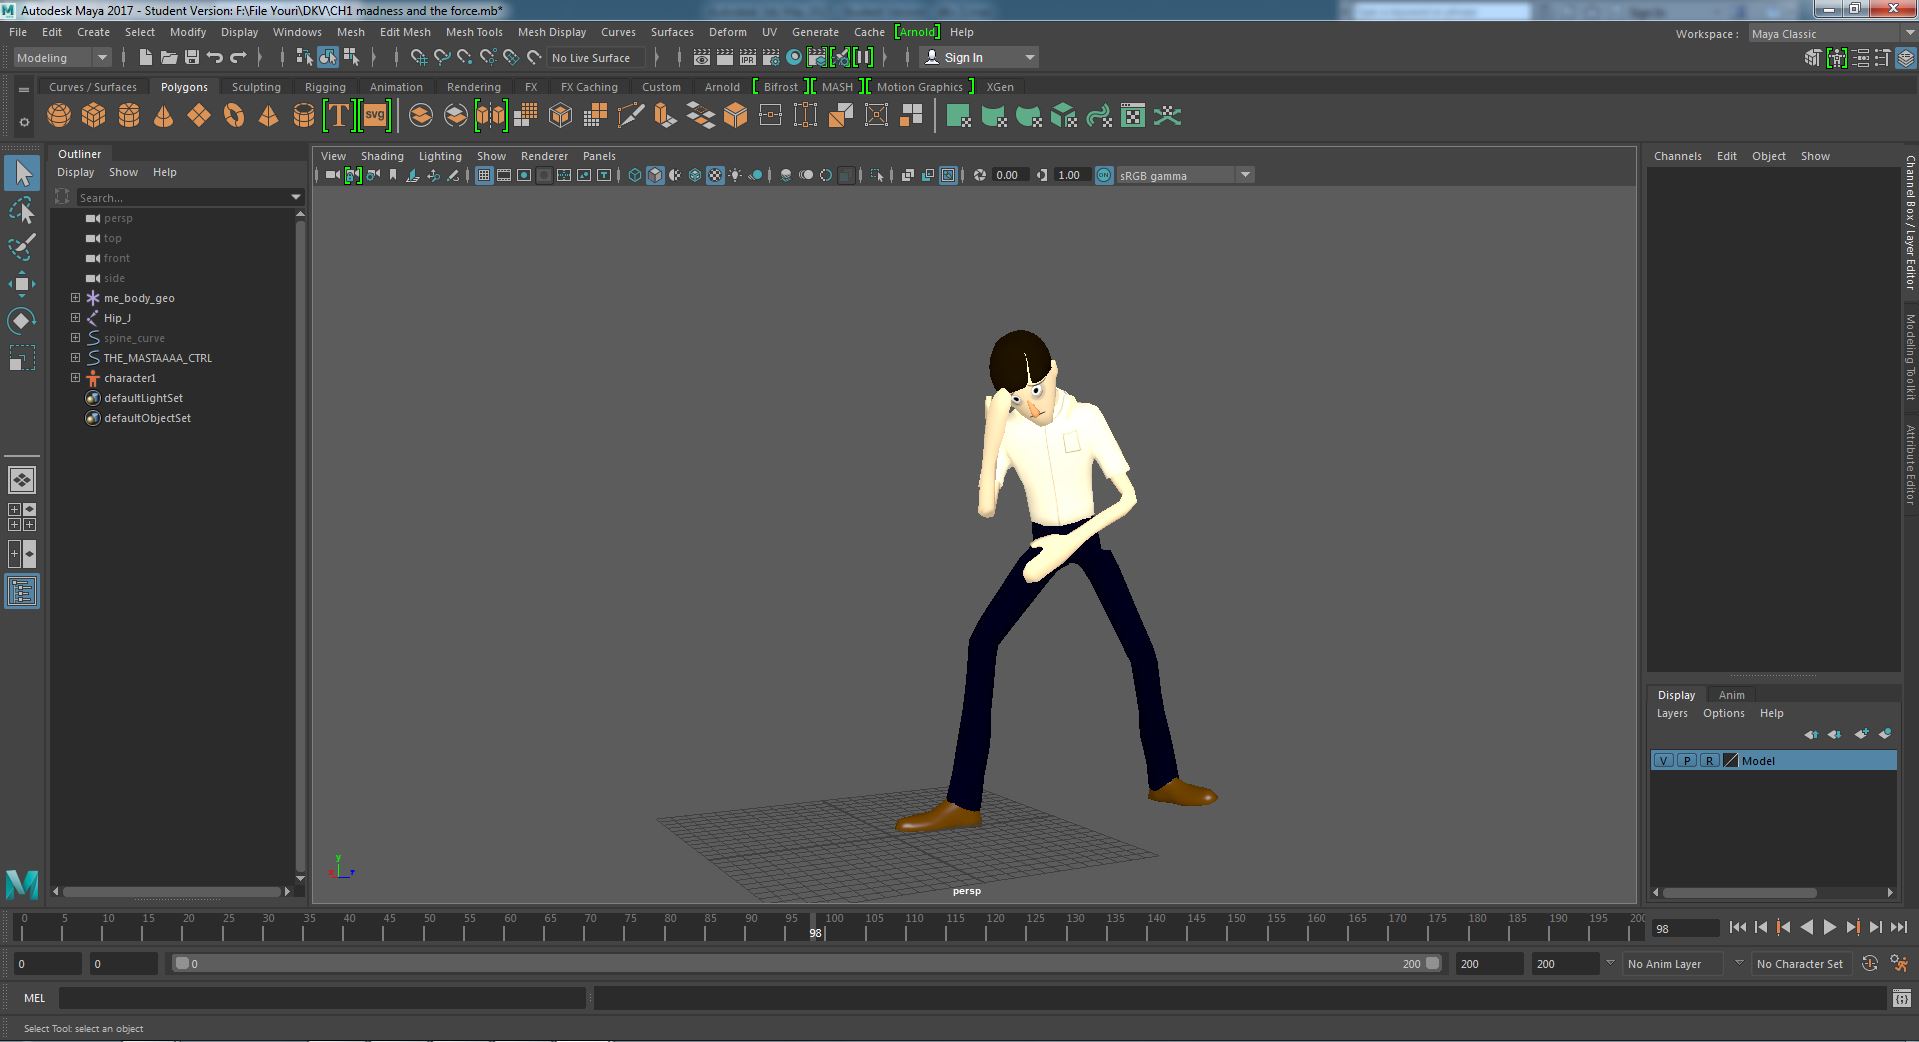 Autodesk Maya 2017 - Student Version: F:\File Youri\DKV\CH1 madness and the force.mb*
File Edit Create Select Modify Display Windows Mesh Edit Mesh Mesh Tools Mesh Display Curves Surfaces Deform UV Generate Cache [Arnold] Help
Workspace : Maya Classic
Modeling No Live Surface IPR Sign In
Curves / Surfaces Polygons Sculpting Rigging Animation Rendering FX FX Caching Custom Arnold [ Bifrost ][ MASH ][ Motion Graphics ] XGen
T SVG
Outliner
Display Show Help
Search...
persp
top
front
side
me_body_geo
Hip_J
spine_curve
THE_MASTAAAA_CTRL
character1
defaultLightSet
defaultObjectSet
View Shading Lighting Show Renderer Panels
0.00 1.00 ON sRGB gamma
y
persp
Channels Edit Object Show
Channel Box / Layer Editor
Modeling Toolkit
Attribute Editor
Display Anim
Layers Options Help
V P R Model
M
0 5 10 15 20 25 30 35 40 45 50 55 60 65 70 75 80 85 90 95 100 105 110 115 120 125 130 135 140 145 150 155 160 165 170 175 180 185 190 195 200
98
98
0 0 0 200 200 200 No Anim Layer No Character Set
MEL
Select Tool: select an object